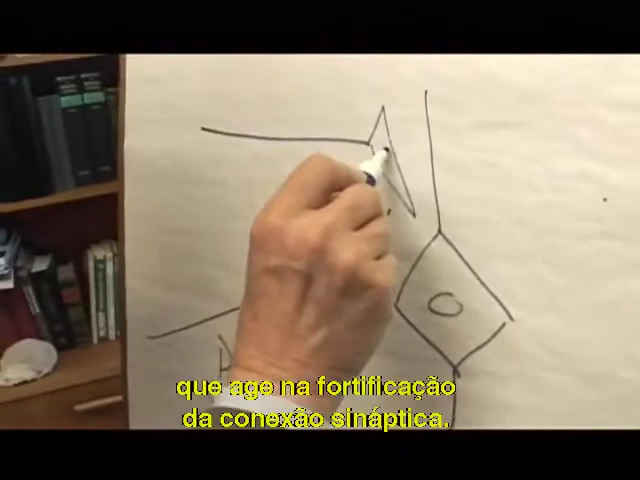 que age na fortificação
da conexão sináptica.